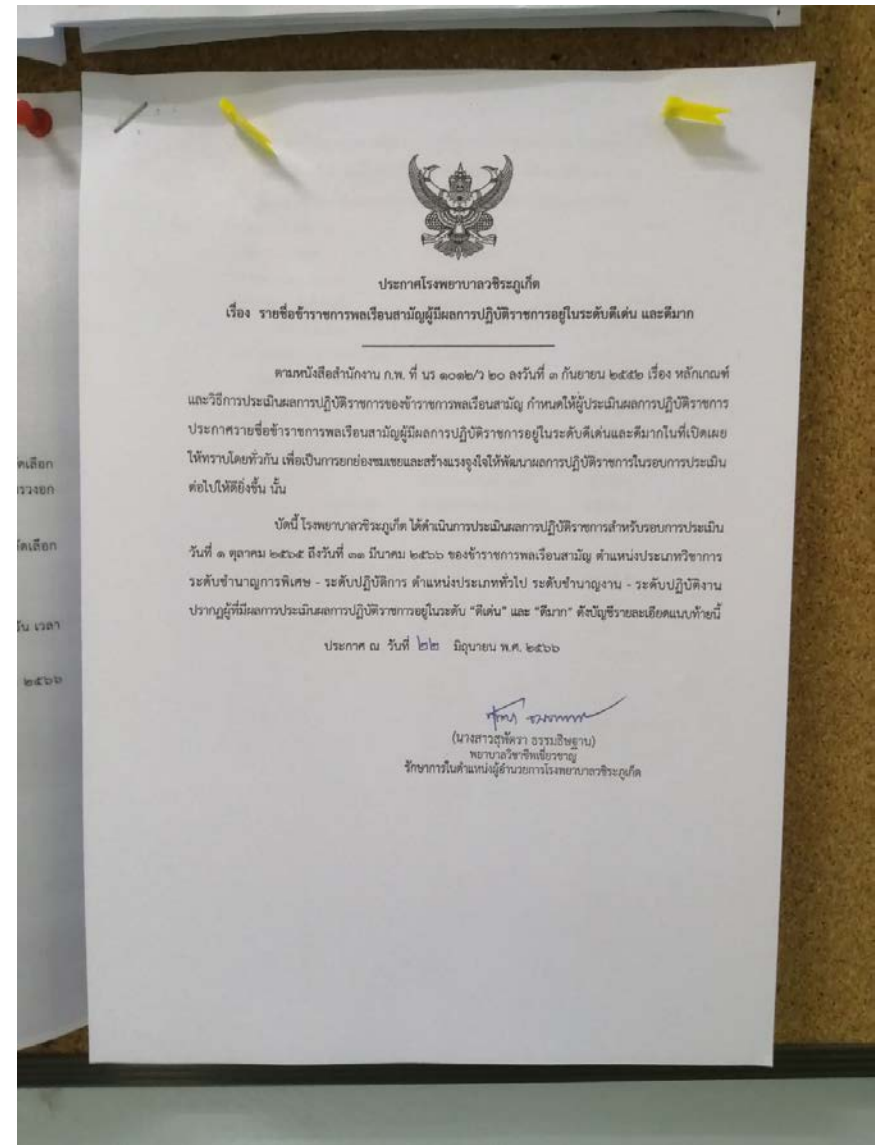 ประกาศโรงพยาบาลวชิระภูเก็ต
เรื่อง รายชื่อข้าราชการพลเรือนสามัญผู้มีผลการปฏิบัติราชการอยู่ในระดับดีเด่น และดีมาก
ตามหนังสือสำนักงาน ก.พ. ที่ นร ๑๐๑๒/ว ๒๐ ลงวันที่ ๓ กันยายน ๒๕๕๒ เรื่อง หลักเกณฑ์
และวิธีการประเมินผลการปฏิบัติราชการของข้าราชการพลเรือนสามัญ กำหนดให้ผู้ประเมินผลการปฏิบัติราชการ
ประกาศรายชื่อข้าราชการพลเรือนสามัญผู้มีผลการปฏิบัติราชการอยู่ในระดับดีเด่นและดีมากในที่เปิดเผย
ให้ทราบโดยทั่วกัน เพื่อเป็นการยกย่องชมเชยและสร้างแรงจูงใจให้พัฒนาผลการปฏิบัติราชการในรอบการประเมิน
ต่อไปให้ดียิ่งขึ้น นั้น
บัดนี้ โรงพยาบาลวชิระภูเก็ต ได้ดำเนินการประเมินผลการปฏิบัติราชการสำหรับรอบการประเมิน
วันที่ ๑ ตุลาคม ๒๕๖๕ ถึงวันที่ ๓๑ มีนาคม ๒๕๖๖ ของข้าราชการพลเรือนสามัญ ตำแหน่งประเภทวิชาการ
ระดับชำนาญการพิเศษ - ระดับปฏิบัติการ ตำแหน่งประเภททั่วไป ระดับชำนาญงาน - ระดับปฏิบัติงาน
ปรากฏผู้ที่มีผลการประเมินผลการปฏิบัติราชการอยู่ในระดับ “ดีเด่น” และ “ดีมาก” ดังบัญชีรายละเอียดแนบท้ายนี้
ประกาศ ณ วันที่ ๒๒ มิถุนายน พ.ศ. ๒๕๖๖
(นางสาวสุพัตรา ธรรมธิษฐาน)
พยาบาลวิชาชีพเชี่ยวชาญ
รักษาการในตำแหน่งผู้อำนวยการโรงพยาบาลวชิระภูเก็ต
ัดเลือก
วัน เวลา
๒๕๖๖